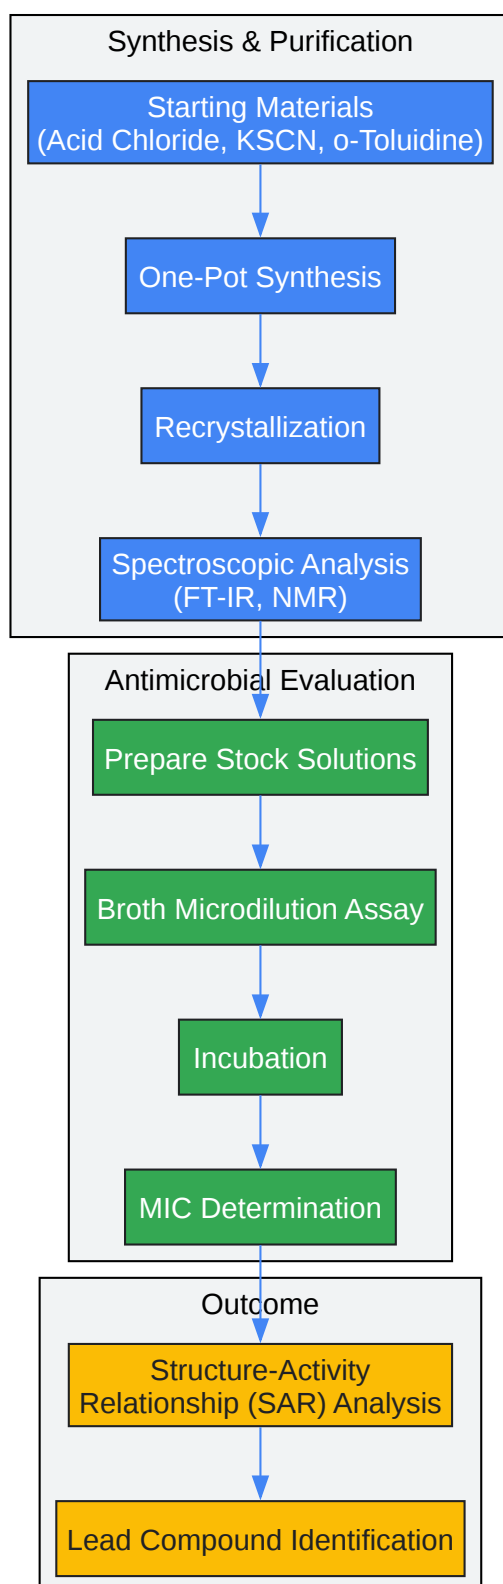 Synthesis & Purification
Starting Materials
(Acid Chloride, KSCN, o-Toluidine)
One-Pot Synthesis
Recrystallization
Spectroscopic Analysis
(FT-IR, NMR)
Antimicrobial Evaluation
Prepare Stock Solutions
Broth Microdilution Assay
Incubation
MIC Determination
Outcome
Structure-Activity
Relationship (SAR) Analysis
Lead Compound Identification